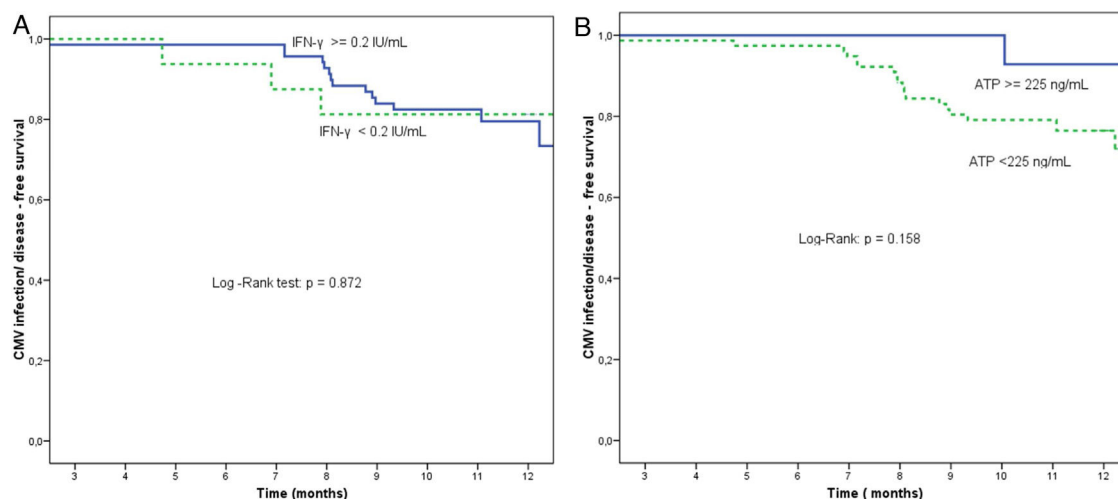 A
IFN-γ >= 0.2 IU/mL
IFN-γ < 0.2 IU/mL
Log -Rank test: p = 0.872
CMV infection/ disease - free survival
1,0
0,8
0,6
0,4
0,2
0,0
3 4 5 6 7 8 9 10 11 12
Time (months)
B
ATP >= 225 ng/mL
ATP <225 ng/mL
Log-Rank: p = 0.158
CMV infection/disease - free survival
1,0
0,8
0,6
0,4
0,2
0,0
3 4 5 6 7 8 9 10 11 12
Time ( months)